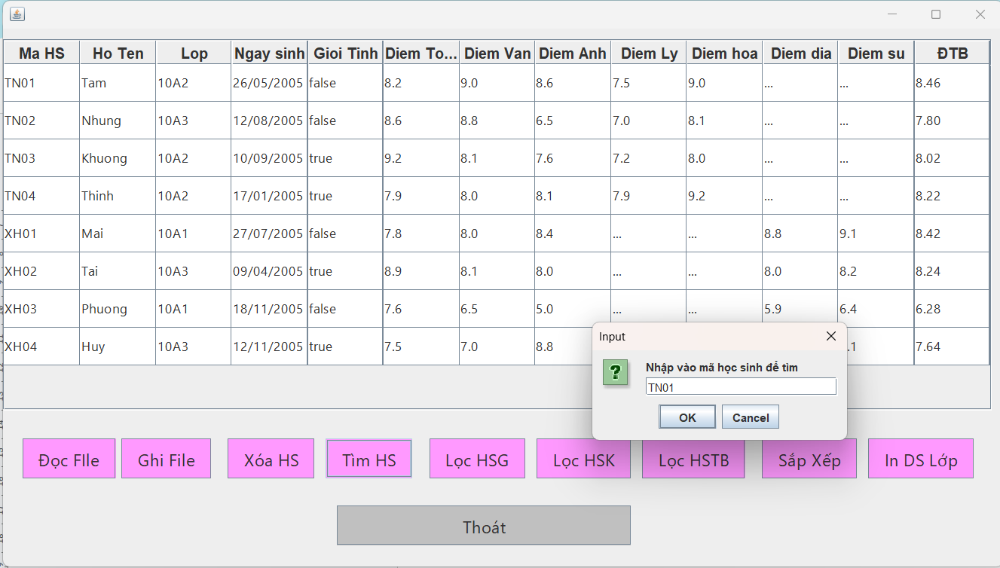 Ma HS Ho Ten Lop Ngay sinh Gioi Tinh Diem To... Diem Van Diem Anh Diem Ly Diem hoa Diem dia Diem su ĐTB
TN01 Tam 10A2 26/05/2005 false 8.2 9.0 8.6 7.5 9.0 ... ... 8.46
TN02 Nhung 10A3 12/08/2005 false 8.6 8.8 6.5 7.0 8.1 ... ... 7.80
TN03 Khuong 10A2 10/09/2005 true 9.2 8.1 7.6 7.2 8.0 ... ... 8.02
TN04 Thinh 10A2 17/01/2005 true 7.9 8.0 8.1 7.9 9.2 ... ... 8.22
XH01 Mai 10A1 27/07/2005 false 7.8 8.0 8.4 ... ... 8.8 9.1 8.42
XH02 Tai 10A3 09/04/2005 true 8.9 8.1 8.0 ... ... 8.0 8.2 8.24
XH03 Phuong 10A1 18/11/2005 false 7.6 6.5 5.0 ... ... 5.9 6.4 6.28
XH04 Huy 10A3 12/11/2005 true 7.5 7.0 8.8 .1 7.64
Input
Nhập vào mã học sinh để tìm
TN01
OK Cancel
Đọc FIle Ghi File Xóa HS Tìm HS Lọc HSG Lọc HSK Lọc HSTB Sắp Xếp In DS Lớp
Thoát